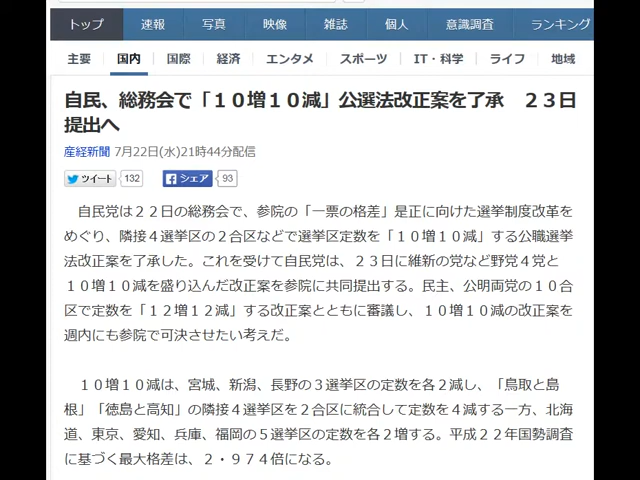 トップ 速報 写真 映像 雑誌 個人 意識調査 ランキング
主要 国内 国際 経済 エンタメ スポーツ IT・科学 ライフ 地域
自民、総務会で「１０増１０減」公選法改正案を了承　２３日
提出へ
産経新聞 7月22日(水)21時44分配信
ツイート 132 シェア 93
自民党は２２日の総務会で、参院の「一票の格差」是正に向けた選挙制度改革を
めぐり、隣接４選挙区の２合区などで選挙区定数を「１０増１０減」する公職選挙
法改正案を了承した。これを受けて自民党は、２３日に維新の党など野党４党と
１０増１０減を盛り込んだ改正案を参院に共同提出する。民主、公明両党の１０合
区で定数を「１２増１２減」する改正案とともに審議し、１０増１０減の改正案を
週内にも参院で可決させたい考えだ。
１０増１０減は、宮城、新潟、長野の３選挙区の定数を各２減し、「鳥取と島
根」「徳島と高知」の隣接４選挙区を２合区に統合して定数を４減する一方、北海
道、東京、愛知、兵庫、福岡の５選挙区の定数を各２増する。平成２２年国勢調査
に基づく最大格差は、２・９７４倍になる。